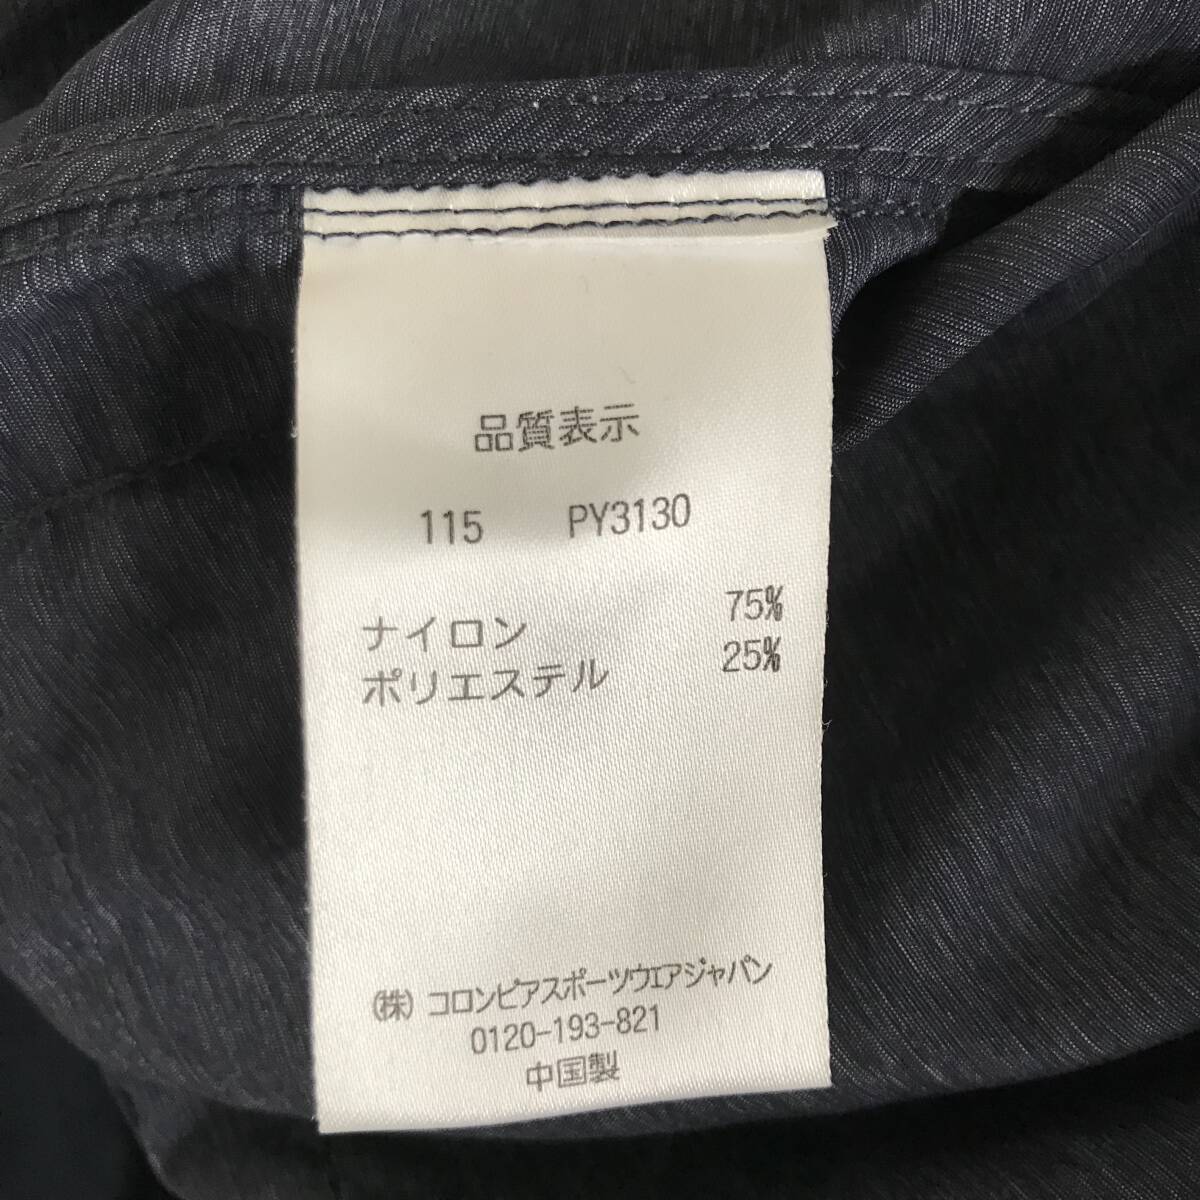 品質表示
115 PY3130
ナイロン 75%
ポリエステル 25%
(株) コロンビアスポーツウエアジャパン
0120-193-821
中国製